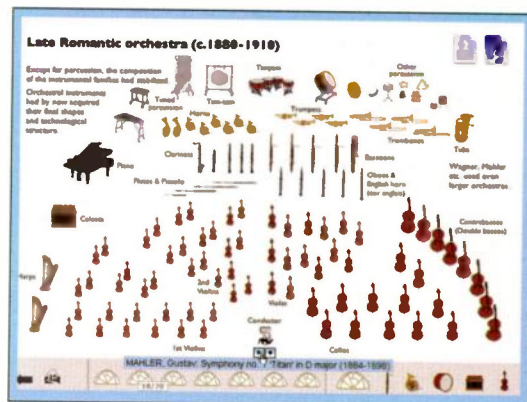 Late Romantic orchestra (c.1880-1910)
Except for percussion, the composition
of the instrumental families had stabilized.
Orchestral instruments
had by now acquired
their final shapes
and technological
structure
Tuned
percussion
Tam-tam
Timpani
Other
percussion
Horns
Trumpets
Trombones
Tuba
Piano
Clarinets
Bassoons
Flutes & Piccolo
Oboes &
English horn
(cor anglais)
Wagner, Mahler
etc. used even
larger orchestras
Celesta
Contrabasses
(Double basses)
Harps
2nd
Violins
Violas
Conductor
1st Violins
Cellos
MAHLER, Gustav: Symphony no. 'Titan' in D major (1884-1896)